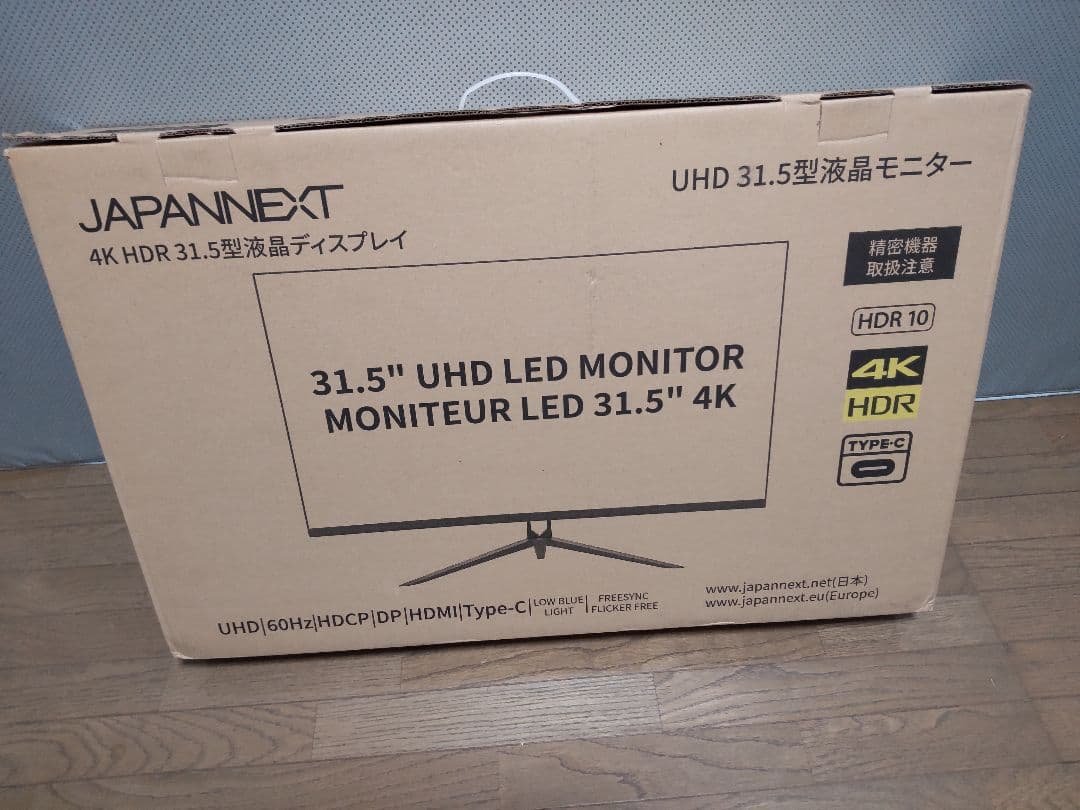 JAPANNEXT
4K HDR 31.5型液晶ディスプレイ
UHD 31.5型液晶モニター
精密機器
取扱注意
HDR 10
4K
HDR
TYPE-C
31.5" UHD LED MONITOR
MONITEUR LED 31.5" 4K
UHD|60Hz|HDCP|DP|HDMI|Type-C|LOW BLUE LIGHT|FREESYNC FLICKER FREE
www.japannext.net(日本)
www.japannext.eu(Europe)